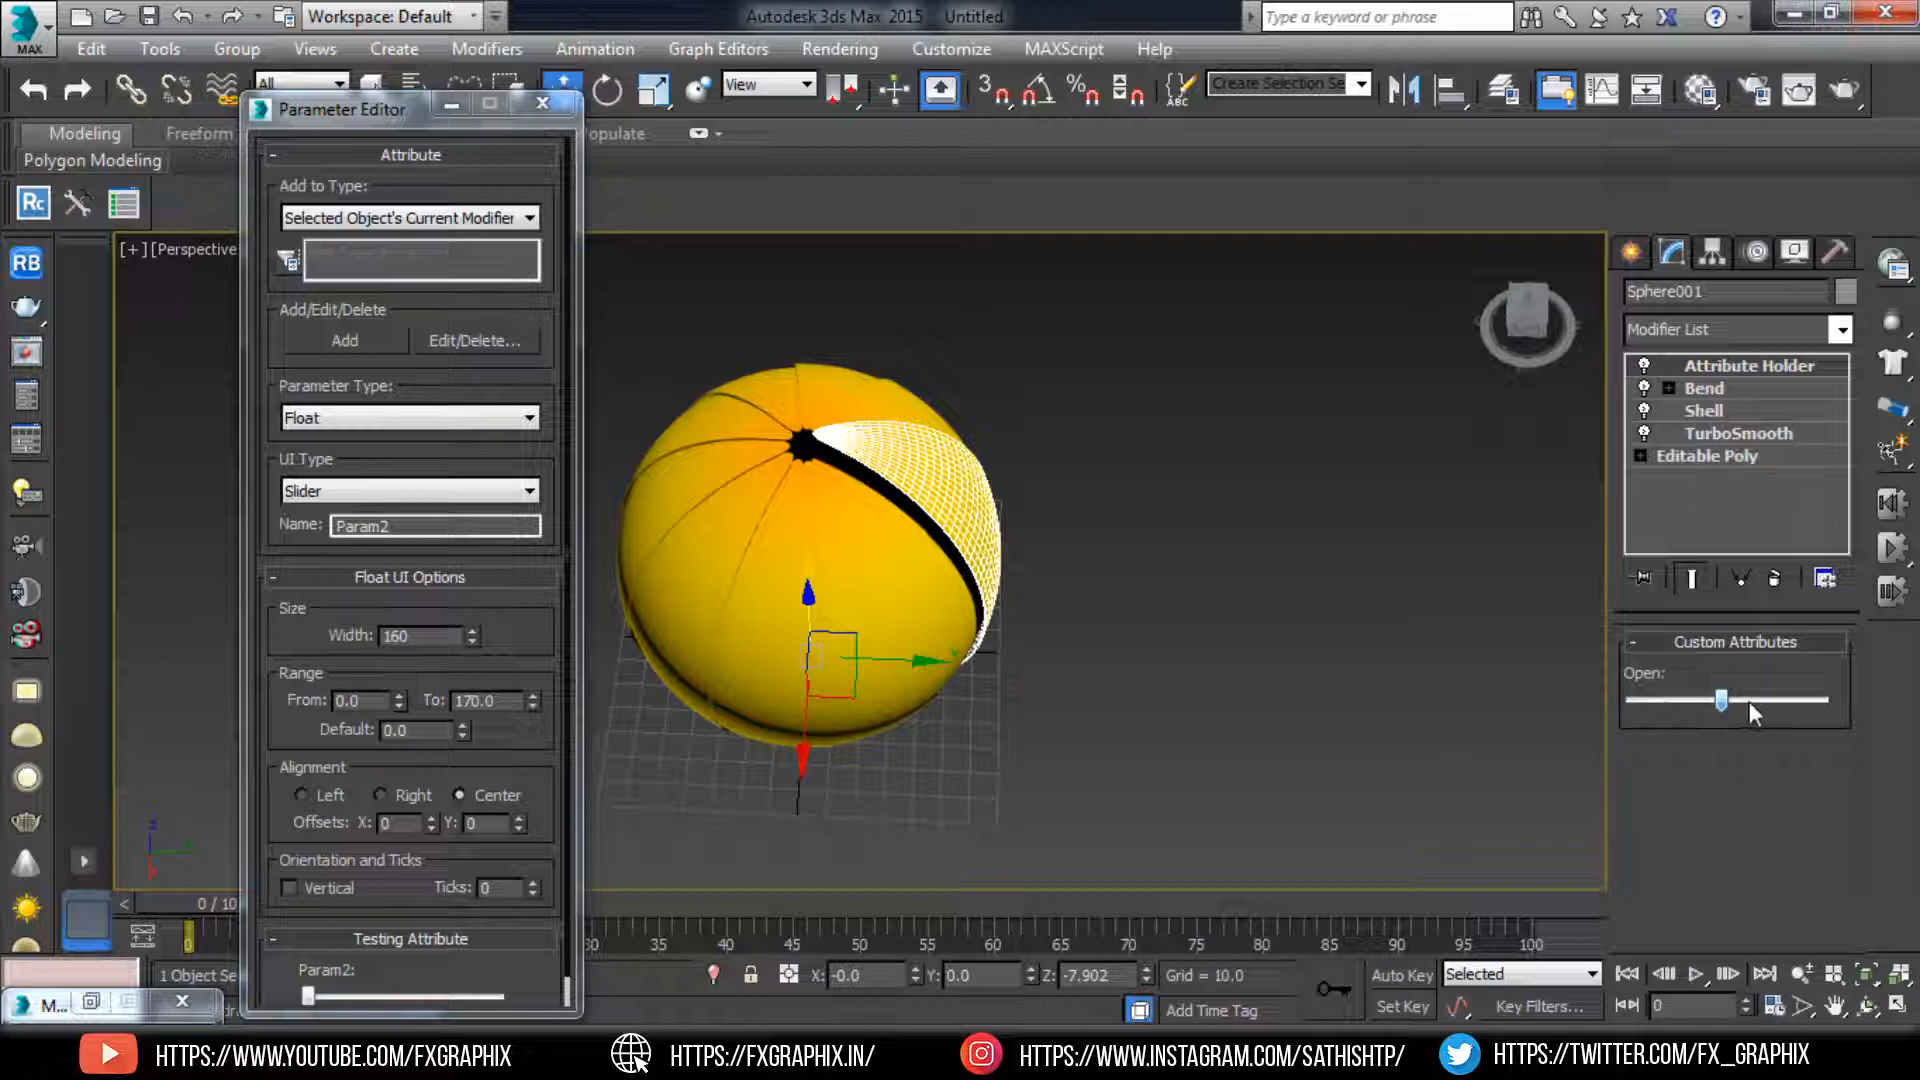 MAX
Workspace: Default
Autodesk 3ds Max 2015
Untitled
Type a keyword or phrase
Edit Tools Group Views Create Modifiers Animation Graph Editors Rendering Customize MAXScript Help
All
View
3
ABC
Create Selection Se
Parameter Editor
Modeling
Freeform
opulate
Polygon Modeling
Rc
RB
Attribute
Add to Type:
Selected Object's Current Modifier
Add/Edit/Delete
Add
Edit/Delete...
Parameter Type:
Float
UI Type
Slider
Name: Param2
Float UI Options
Size
Width: 160
Range
From: 0.0 To: 170.0
Default: 0.0
Alignment
Left Right Center
Offsets: X: 0 Y: 0
Orientation and Ticks
Vertical Ticks: 0
Testing Attribute
Param2:
[+][Perspective
Sphere001
Modifier List
Attribute Holder
Bend
Shell
TurboSmooth
Editable Poly
Custom Attributes
Open:
0 / 10
0
30 35 40 45 50 55 60 65 70 75 80 85 90 95 100
1 Object Se
X: -0.0 Y: 0.0 Z: -7.902 Grid = 10.0
Auto Key Selected
M...
Add Time Tag
Set Key Key Filters...
0
HTTPS://WWW.YOUTUBE.COM/FXGRAPHIX
HTTPS://FXGRAPHIX.IN/
HTTPS://WWW.INSTAGRAM.COM/SATHISHTP/
HTTPS://TWITTER.COM/FX_GRAPHIX